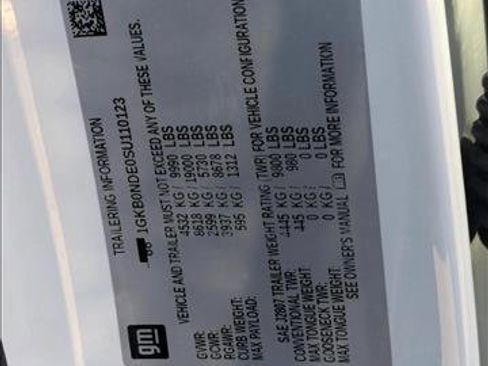 TRAILERING INFORMATION
1GKB0NDE0SU110123
VEHICLE AND TRAILER MUST NOT EXCEED ANY OF THESE VALUES.
GVWR: 4532 KG / 9990 LBS
GCWR: 8618 KG / 19000 LBS
RGAWR: 2599 KG / 5730 LBS
CURB WEIGHT: 3937 KG / 8678 LBS
MAX PAYLOAD: 595 KG / 1312 LBS
SAE J2807 TRAILER WEIGHT RATING (TWR) FOR VEHICLE CONFIGURATION
CONVENTIONAL TWR: 4445 KG / 9800 LBS
MAX TONGUE WEIGHT 445 KG / 980 LBS
GOOSENECK TWR: 0 KG / 0 LBS
MAX TONGUE WEIGHT: 0 KG / 0 LBS
SEE OWNER'S MANUAL FOR MORE INFORMATION
gm